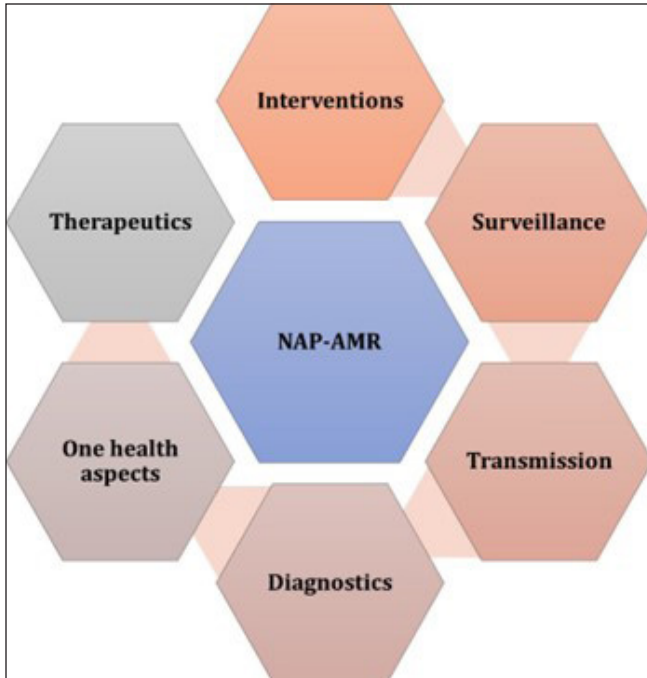 Interventions
Surveillance
Therapeutics
NAP-AMR
Transmission
One health
aspects
Diagnostics